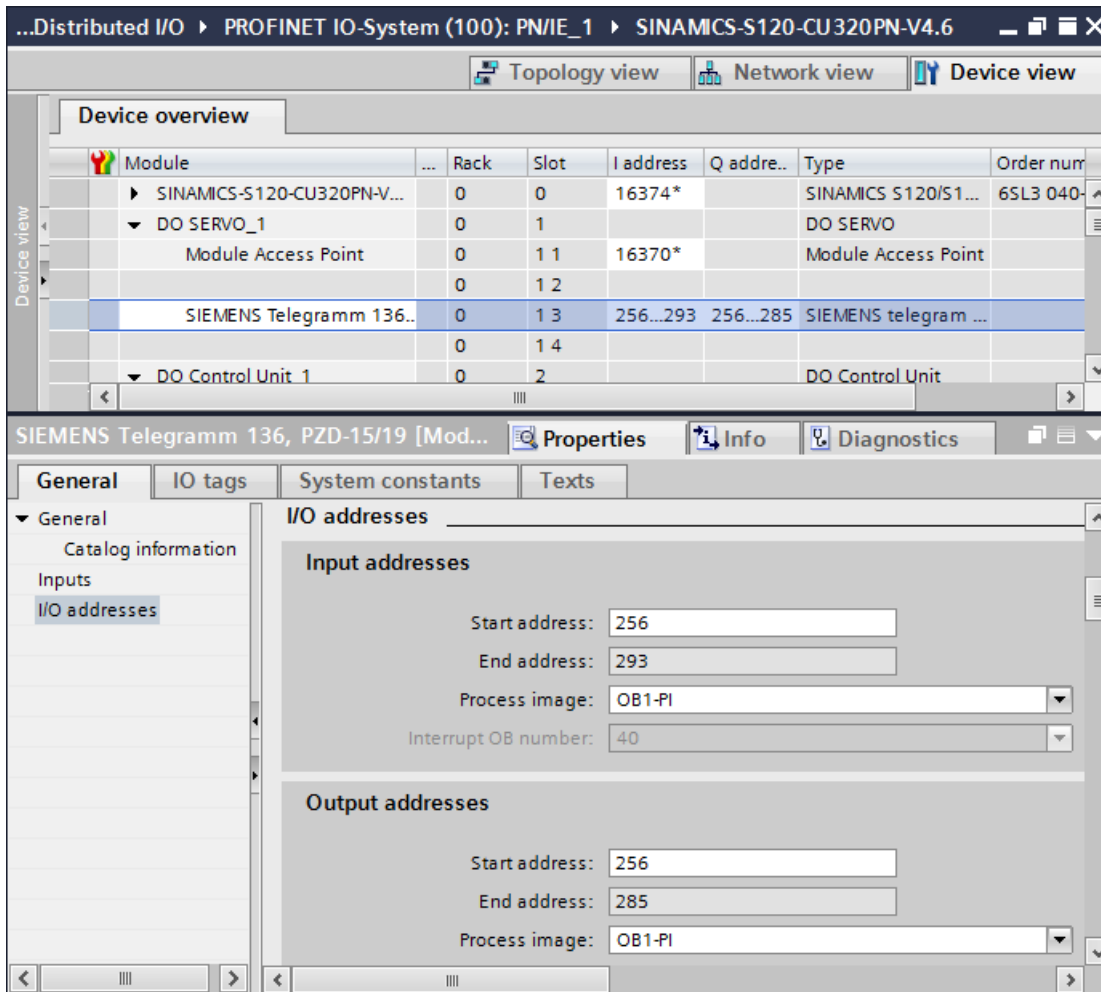 ...Distributed I/O ▸ PROFINET IO-System (100): PN/IE_1 ▸ SINAMICS-S120-CU320PN-V4.6
Topology view Network view Device view
Device overview
Module ... Rack Slot I address Q addre.. Type Order num
SINAMICS-S120-CU320PN-V... 0 0 16374* SINAMICS S120/S1... 6SL3 040-
DO SERVO_1 0 1 DO SERVO
Module Access Point 0 1 1 16370* Module Access Point
0 1 2
SIEMENS Telegramm 136.. 0 1 3 256...293 256...285 SIEMENS telegram ...
0 1 4
DO Control Unit_1 0 2 DO Control Unit
Device view
SIEMENS Telegramm 136, PZD-15/19 [Mod... Properties Info Diagnostics
General IO tags System constants Texts
General
Catalog information
Inputs
I/O addresses
I/O addresses
Input addresses
Start address: 256
End address: 293
Process image: OB1-PI
Interrupt OB number: 40
Output addresses
Start address: 256
End address: 285
Process image: OB1-PI